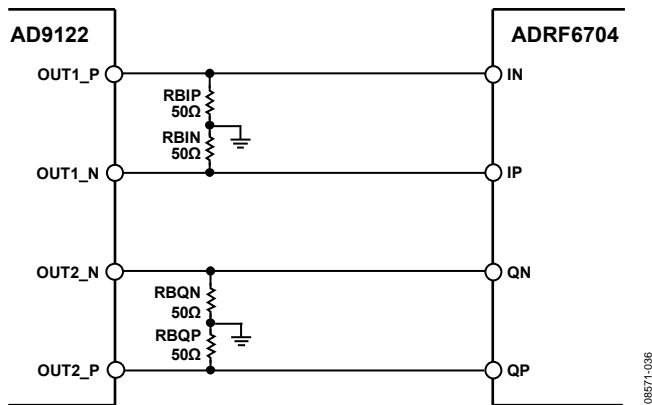 AD9122
ADRF6704
OUT1_P
IN
RBIP
50Ω
RBIN
50Ω
OUT1_N
IP
OUT2_N
QN
RBQN
50Ω
RBQP
50Ω
OUT2_P
QP
08571-036